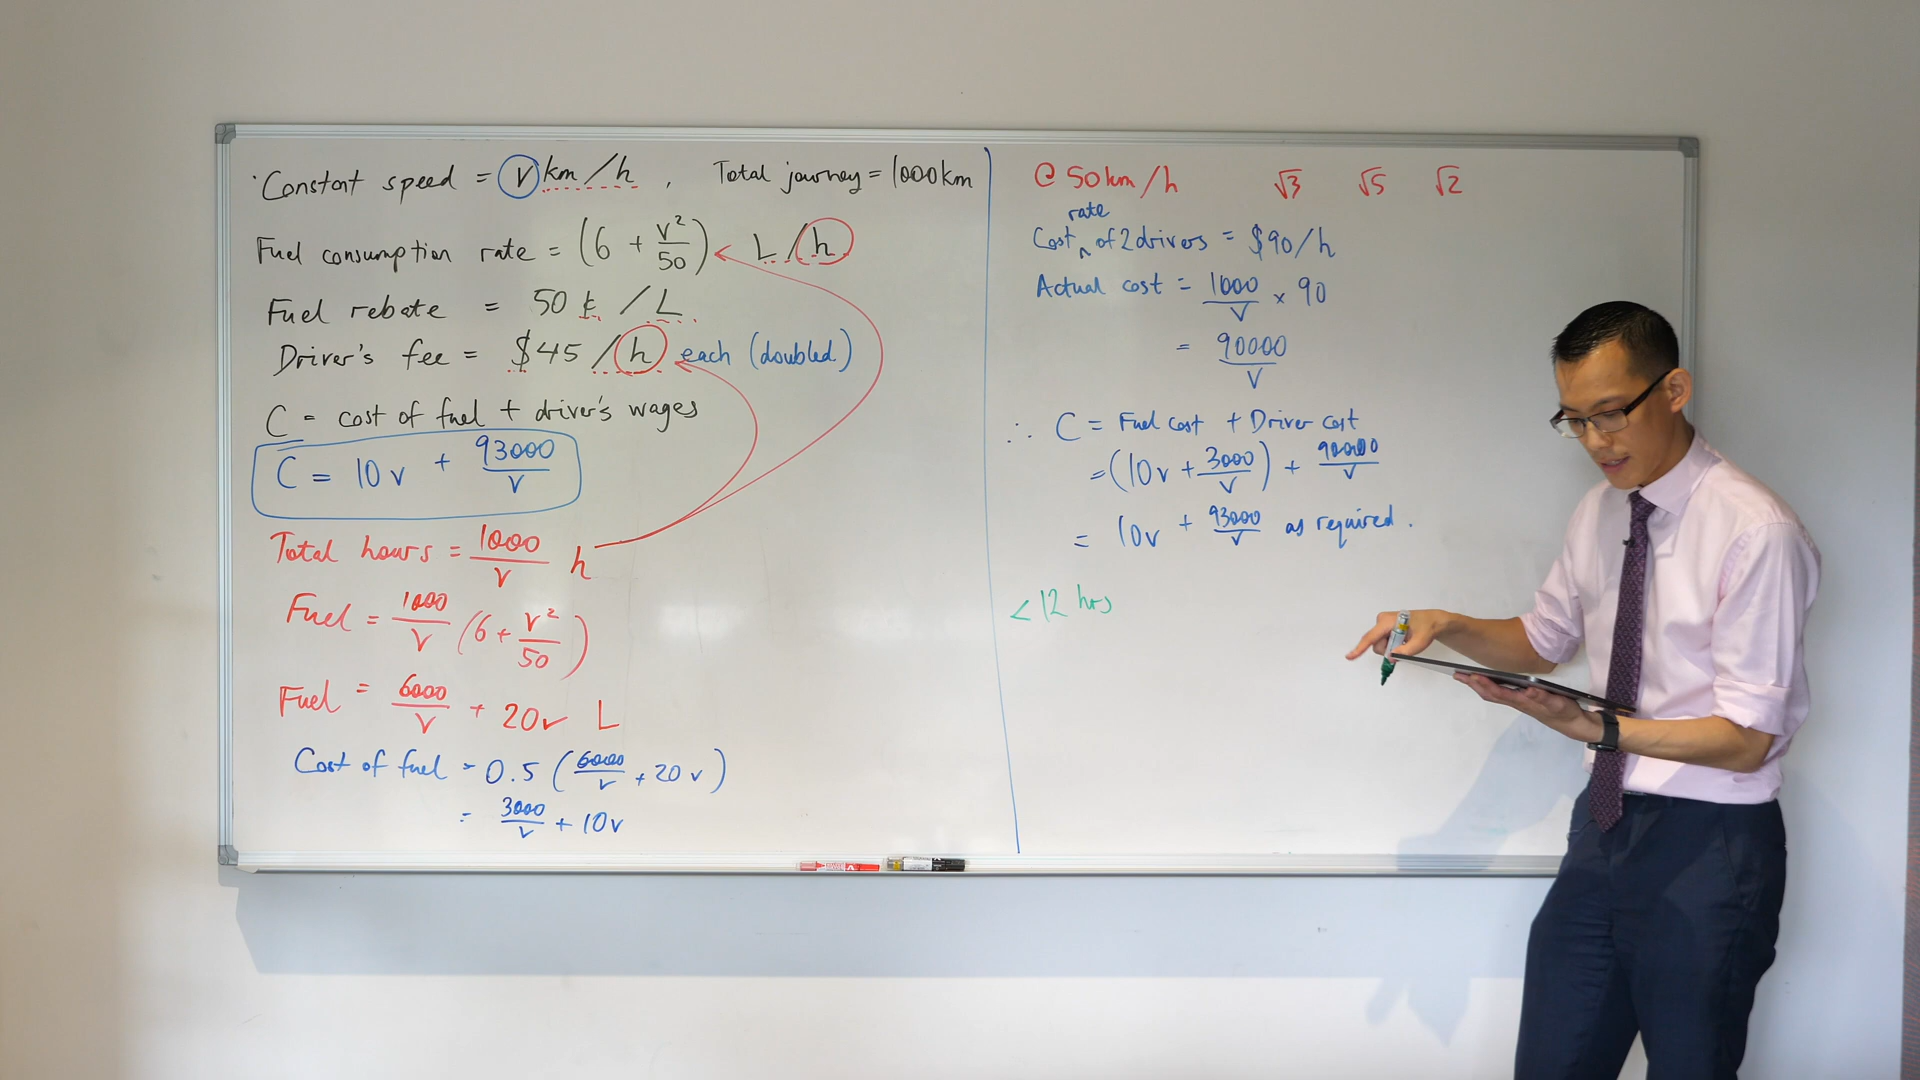 Constant speed = v km/h , Total journey = 1000km
Fuel consumption rate = (6 + v²/50) L/h
Fuel rebate = 50 ¢ / L
Driver's fee = $45 /h each (doubled)
C = cost of fuel + driver's wages
C = 10v + 93000/v
Total hours = 1000/v h
Fuel = 1000/v (6 + v²/50)
Fuel = 6000/v + 20v L
Cost of fuel = 0.5 (6000/v + 20v)
= 3000/v + 10v
@ 50km/h √3 √5 √2
rate
Cost ^ of 2 drivers = $90/h
Actual cost = 1000/v × 90
= 90000/v
∴ C = Fuel cost + Driver cost
= (10v + 3000/v) + 90000/v
= 10v + 93000/v as required.
< 12 hrs